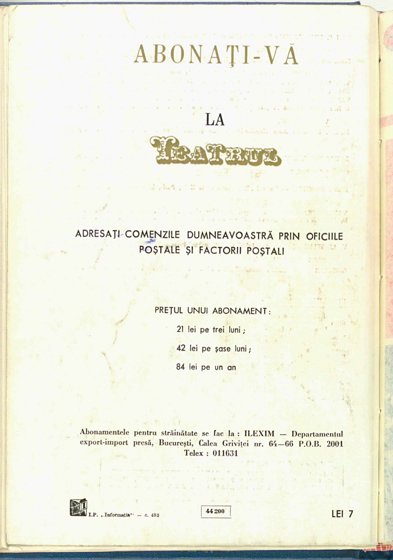 ABONAȚI-VĂ
LA
TEATRUL
ADRESAȚI COMENZILE DUMNEAVOASTRĂ PRIN OFICIILE
POȘTALE ȘI FACTORII POȘTALI
PREȚUL UNUI ABONAMENT:
21 lei pe trei luni;
42 lei pe șase luni;
84 lei pe un an
Abonamentele pentru străinătate se fac la: ILEXIM — Departamentul
export-import presă, București, Calea Griviței nr. 64—66 P.O.B. 2001
Telex: 011631
I.P. „Informația" — c. 482
44200
LEI 7